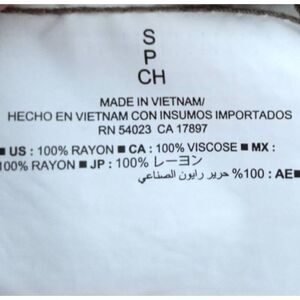 S
P
CH
MADE IN VIETNAM/
HECHO EN VIETNAM CON INSUMOS IMPORTADOS
RN 54023 CA 17897
■ US : 100% RAYON ■ CA : 100% VISCOSE ■ MX :
100% RAYON ■ JP : 100% レーヨン
■ AE : 100% حرير رايون الصناعي